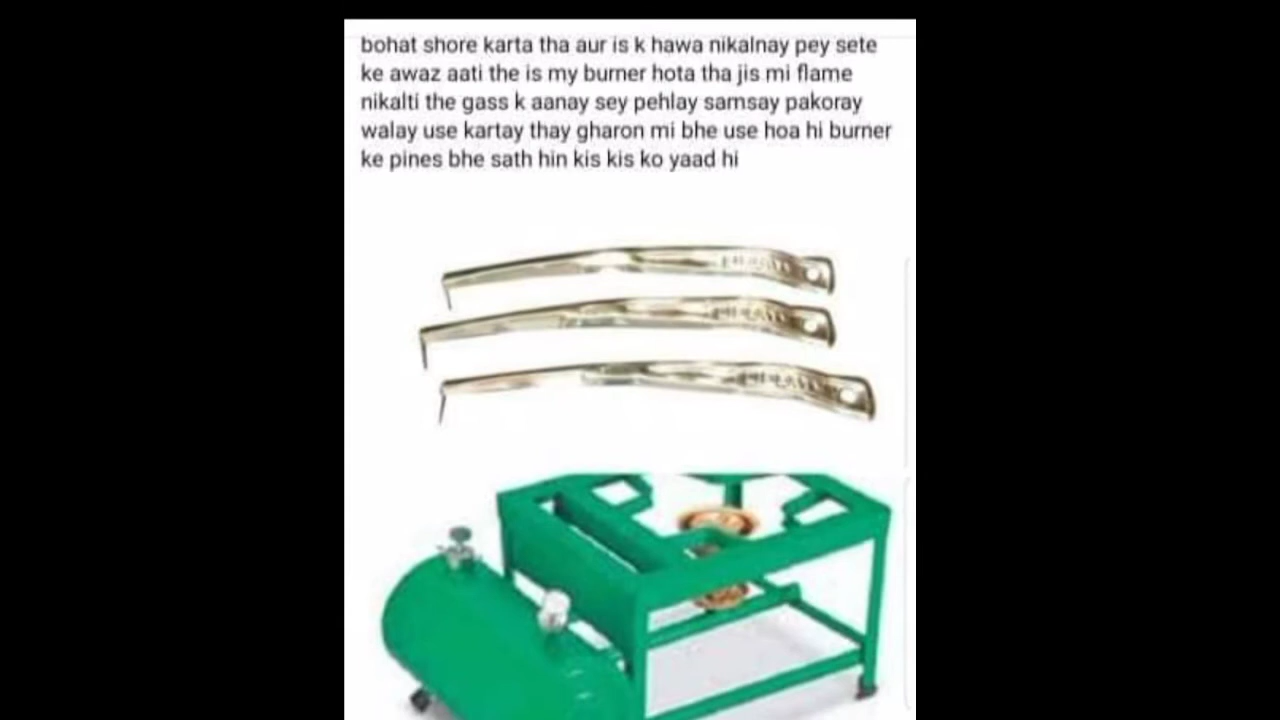 bohat shore karta tha aur is k hawa nikalnay pey sete
ke awaz aati the is my burner hota tha jis mi flame
nikalti the gass k aanay sey pehlay samsay pakoray
walay use kartay thay gharon mi bhe use hoa hi burner
ke pines bhe sath hin kis kis ko yaad hi